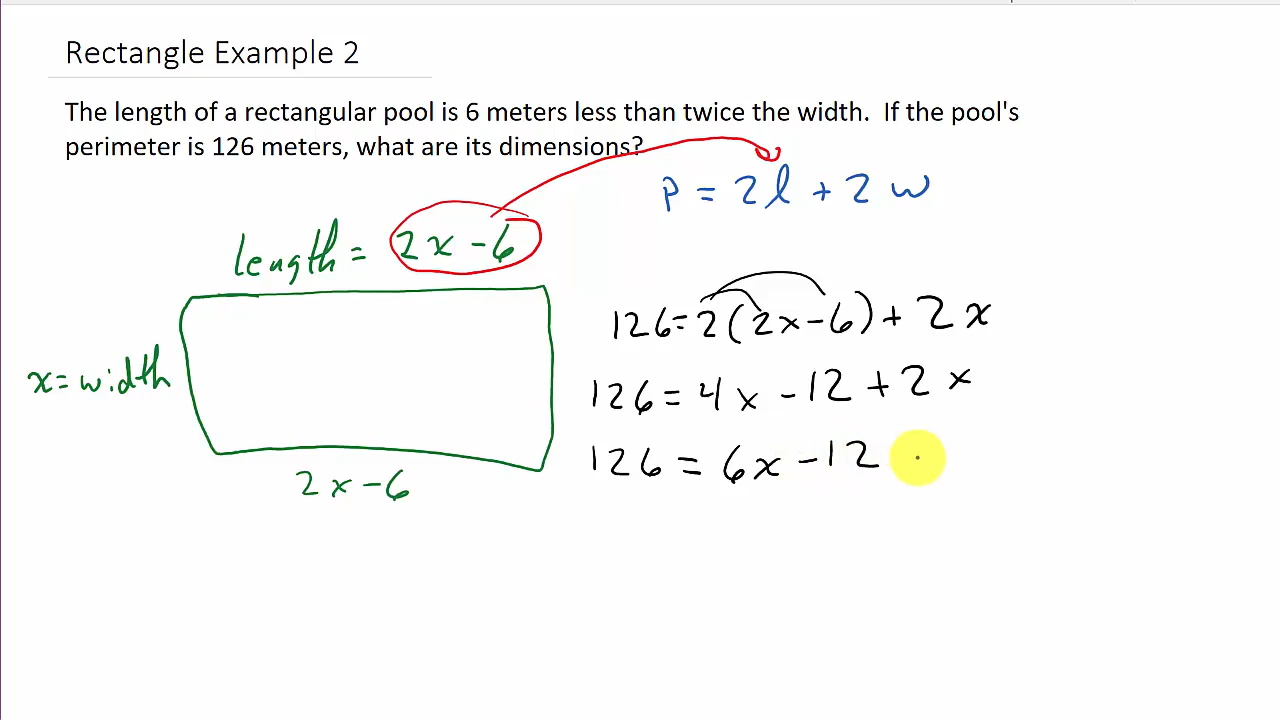 Rectangle Example 2
The length of a rectangular pool is 6 meters less than twice the width. If the pool's
perimeter is 126 meters, what are its dimensions?
P = 2l + 2w
length = 2x - 6
126 = 2(2x - 6) + 2x
x = width
126 = 4x - 12 + 2x
126 = 6x - 12
2x - 6